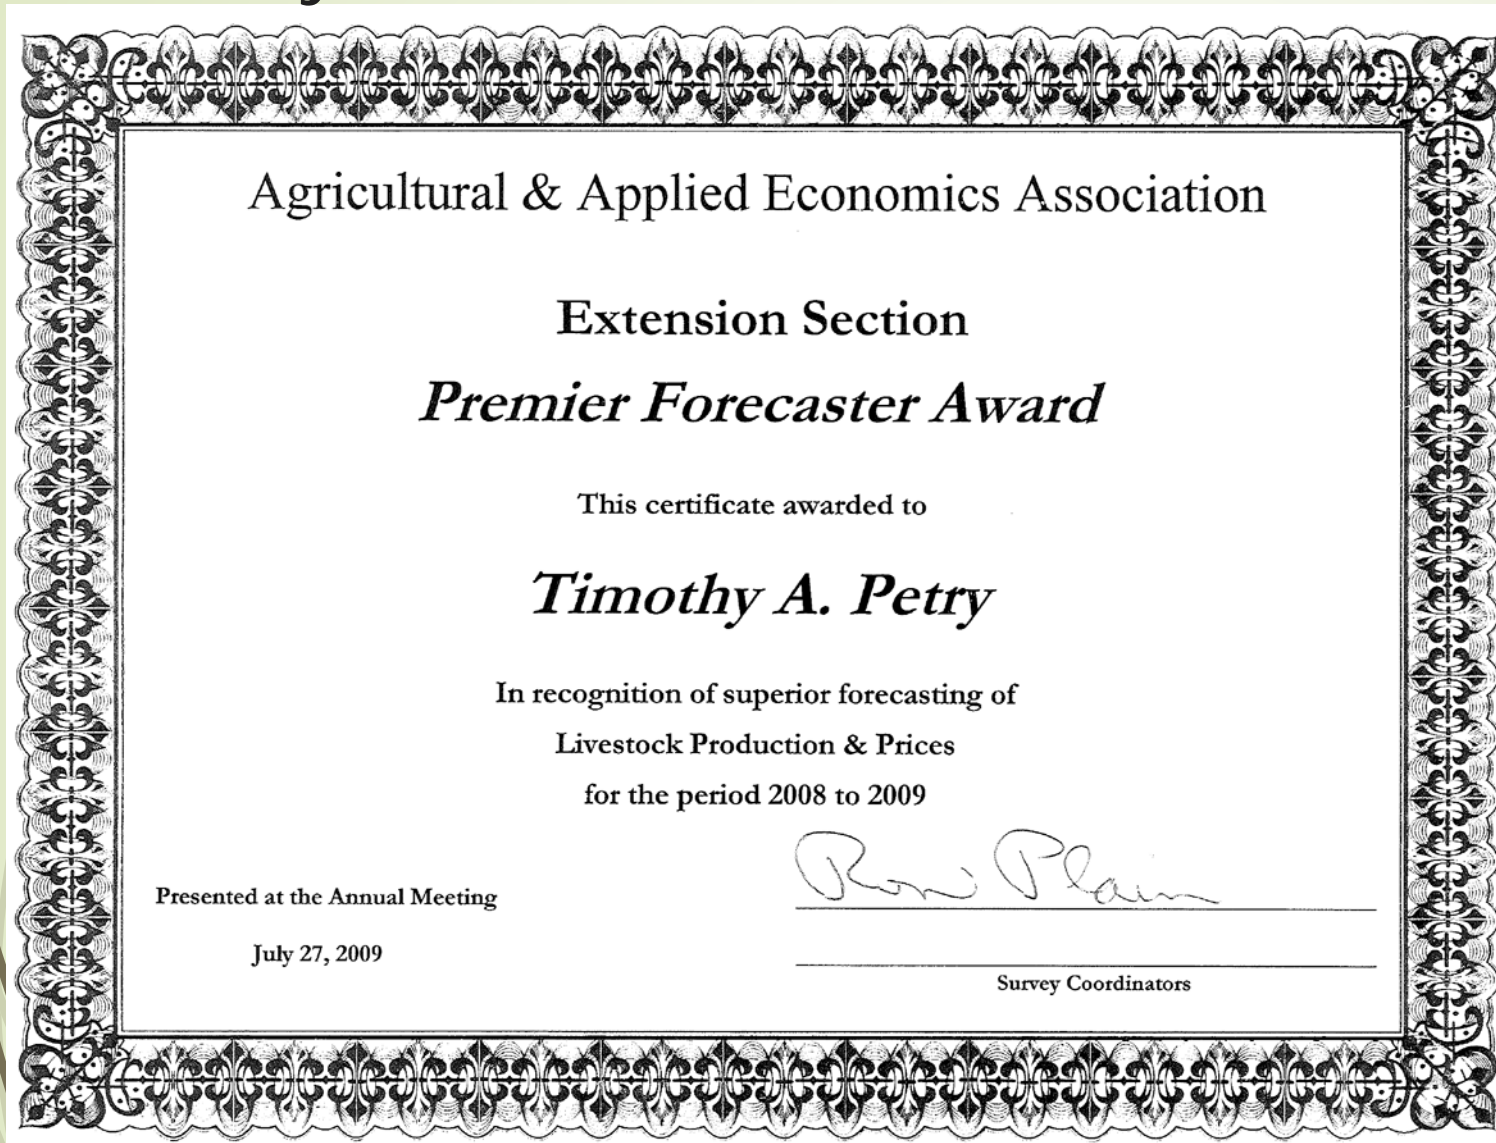 Agricultural & Applied Economics Association
Extension Section
Premier Forecaster Award
This certificate awarded to
Timothy A. Petry
In recognition of superior forecasting of
Livestock Production & Prices
for the period 2008 to 2009
Ron Plain
Presented at the Annual Meeting
July 27, 2009
Survey Coordinators